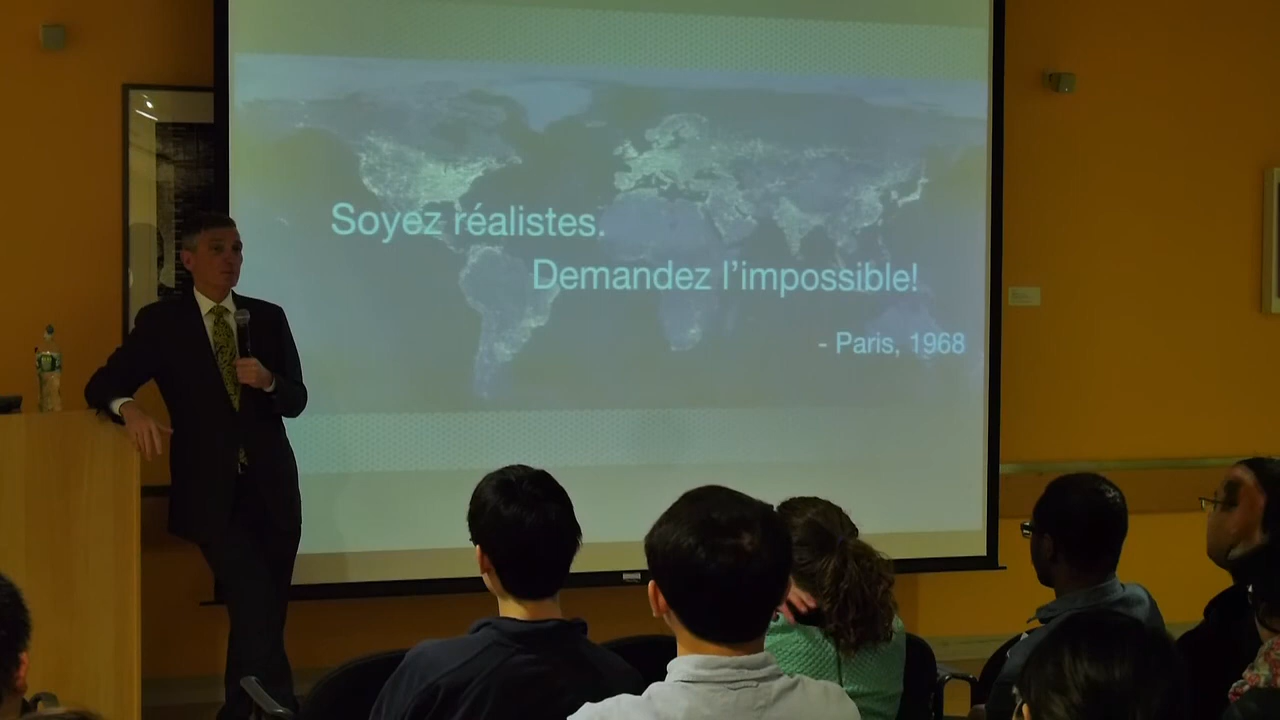 Soyez réalistes.
Demandez l'impossible!
- Paris, 1968